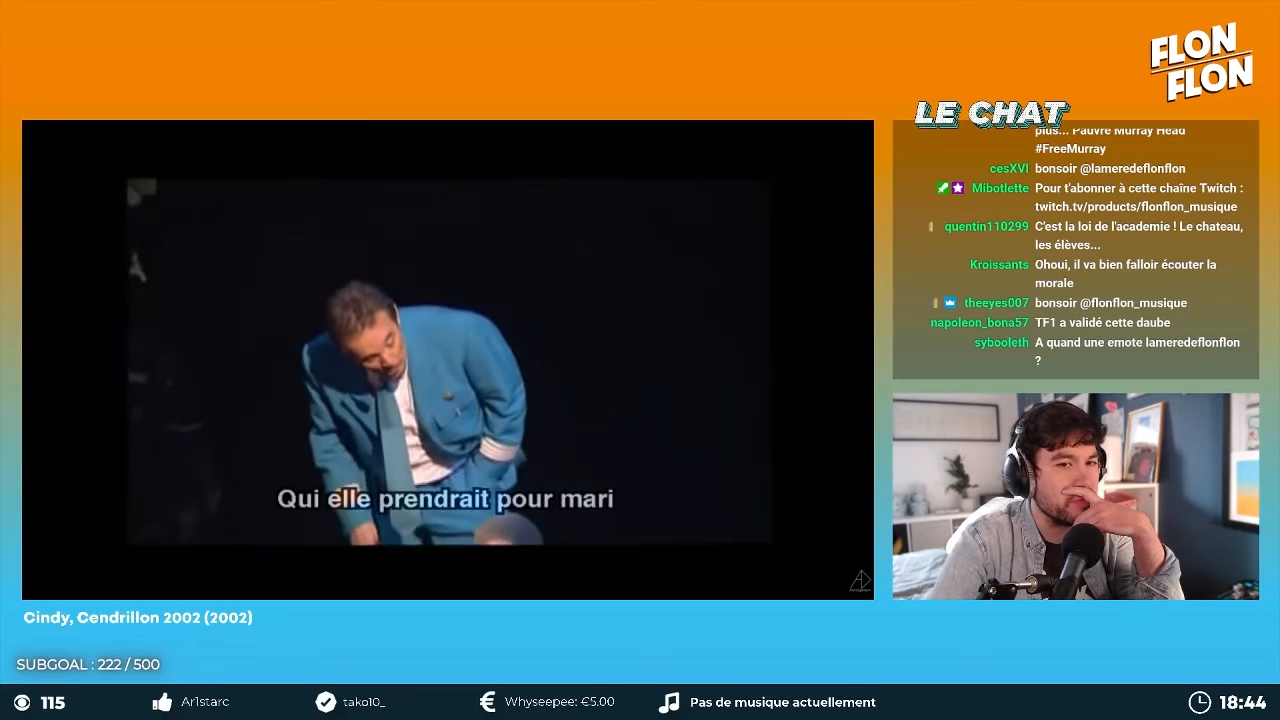 FLON
FLON
LE CHAT
plus... Pauvre Murray Head
#FreeMurray
cesXVI bonsoir @lameredeflonflon
Mibotlette Pour t'abonner à cette chaîne Twitch :
twitch.tv/products/flonflon_musique
quentin110299 C'est la loi de l'academie ! Le chateau,
les élèves...
Kroissants Ohoui, il va bien falloir écouter la
morale
theeyes007 bonsoir @flonflon_musique
napoleon_bona57 TF1 a validé cette daube
sybooleth A quand une emote lameredeflonflon
?
Qui elle prendrait pour mari
Cindy, Cendrillon 2002 (2002)
SUBGOAL : 222 / 500
115 Ar1starc tako10_ € Whyseepee: €5.00 Pas de musique actuellement 18:44